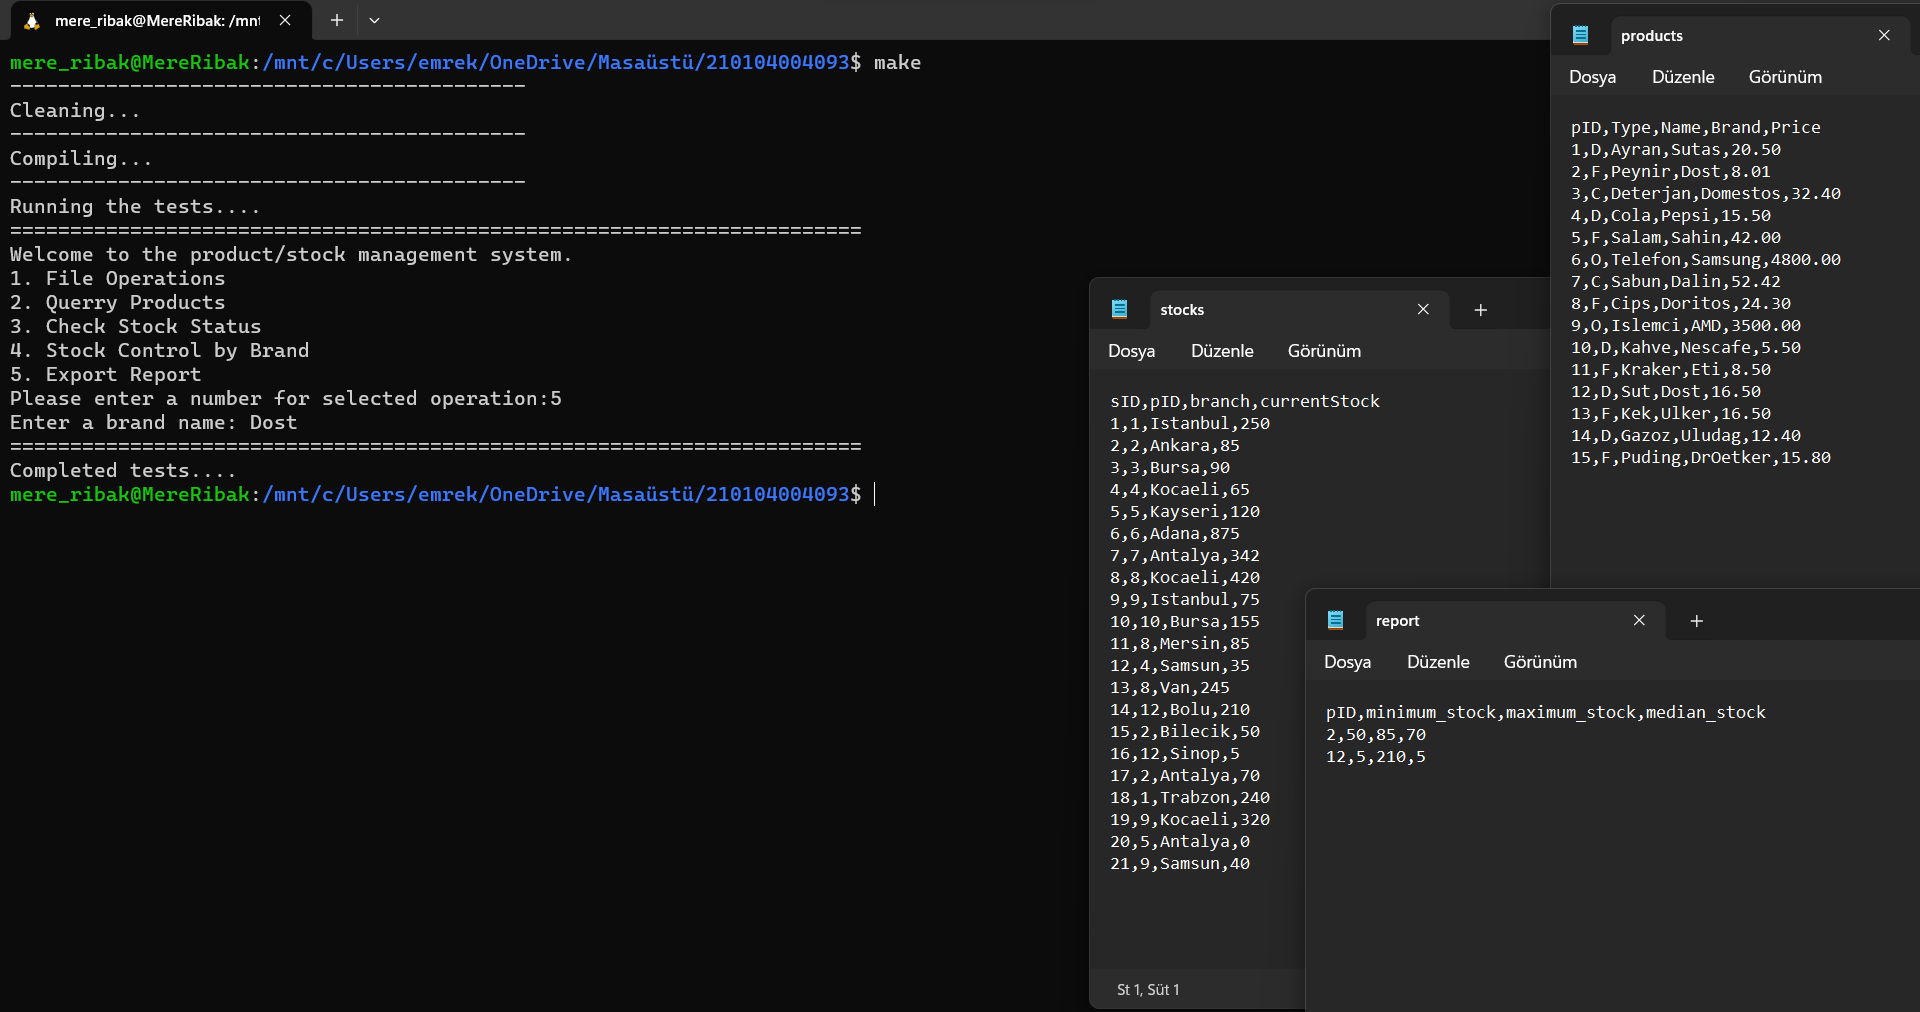 mere_ribak@MereRibak: /mnt
mere_ribak@MereRibak:/mnt/c/Users/emrek/OneDrive/Masaüstü/210104004093$ make
-------------------------------------------
Cleaning...
-------------------------------------------
Compiling...
-------------------------------------------
Running the tests....
=======================================================================
Welcome to the product/stock management system.
1. File Operations
2. Querry Products
3. Check Stock Status
4. Stock Control by Brand
5. Export Report
Please enter a number for selected operation:5
Enter a brand name: Dost
=======================================================================
Completed tests....
mere_ribak@MereRibak:/mnt/c/Users/emrek/OneDrive/Masaüstü/210104004093$
products
Dosya Düzenle Görünüm
pID,Type,Name,Brand,Price
1,D,Ayran,Sutas,20.50
2,F,Peynir,Dost,8.01
3,C,Deterjan,Domestos,32.40
4,D,Cola,Pepsi,15.50
5,F,Salam,Sahin,42.00
6,O,Telefon,Samsung,4800.00
7,C,Sabun,Dalin,52.42
8,F,Cips,Doritos,24.30
9,O,Islemci,AMD,3500.00
10,D,Kahve,Nescafe,5.50
11,F,Kraker,Eti,8.50
12,D,Sut,Dost,16.50
13,F,Kek,Ulker,16.50
14,D,Gazoz,Uludag,12.40
15,F,Puding,DrOetker,15.80
stocks
Dosya Düzenle Görünüm
sID,pID,branch,currentStock
1,1,Istanbul,250
2,2,Ankara,85
3,3,Bursa,90
4,4,Kocaeli,65
5,5,Kayseri,120
6,6,Adana,875
7,7,Antalya,342
8,8,Kocaeli,420
9,9,Istanbul,75
10,10,Bursa,155
11,8,Mersin,85
12,4,Samsun,35
13,8,Van,245
14,12,Bolu,210
15,2,Bilecik,50
16,12,Sinop,5
17,2,Antalya,70
18,1,Trabzon,240
19,9,Kocaeli,320
20,5,Antalya,0
21,9,Samsun,40
St 1, Süt 1
report
Dosya Düzenle Görünüm
pID,minimum_stock,maximum_stock,median_stock
2,50,85,70
12,5,210,5